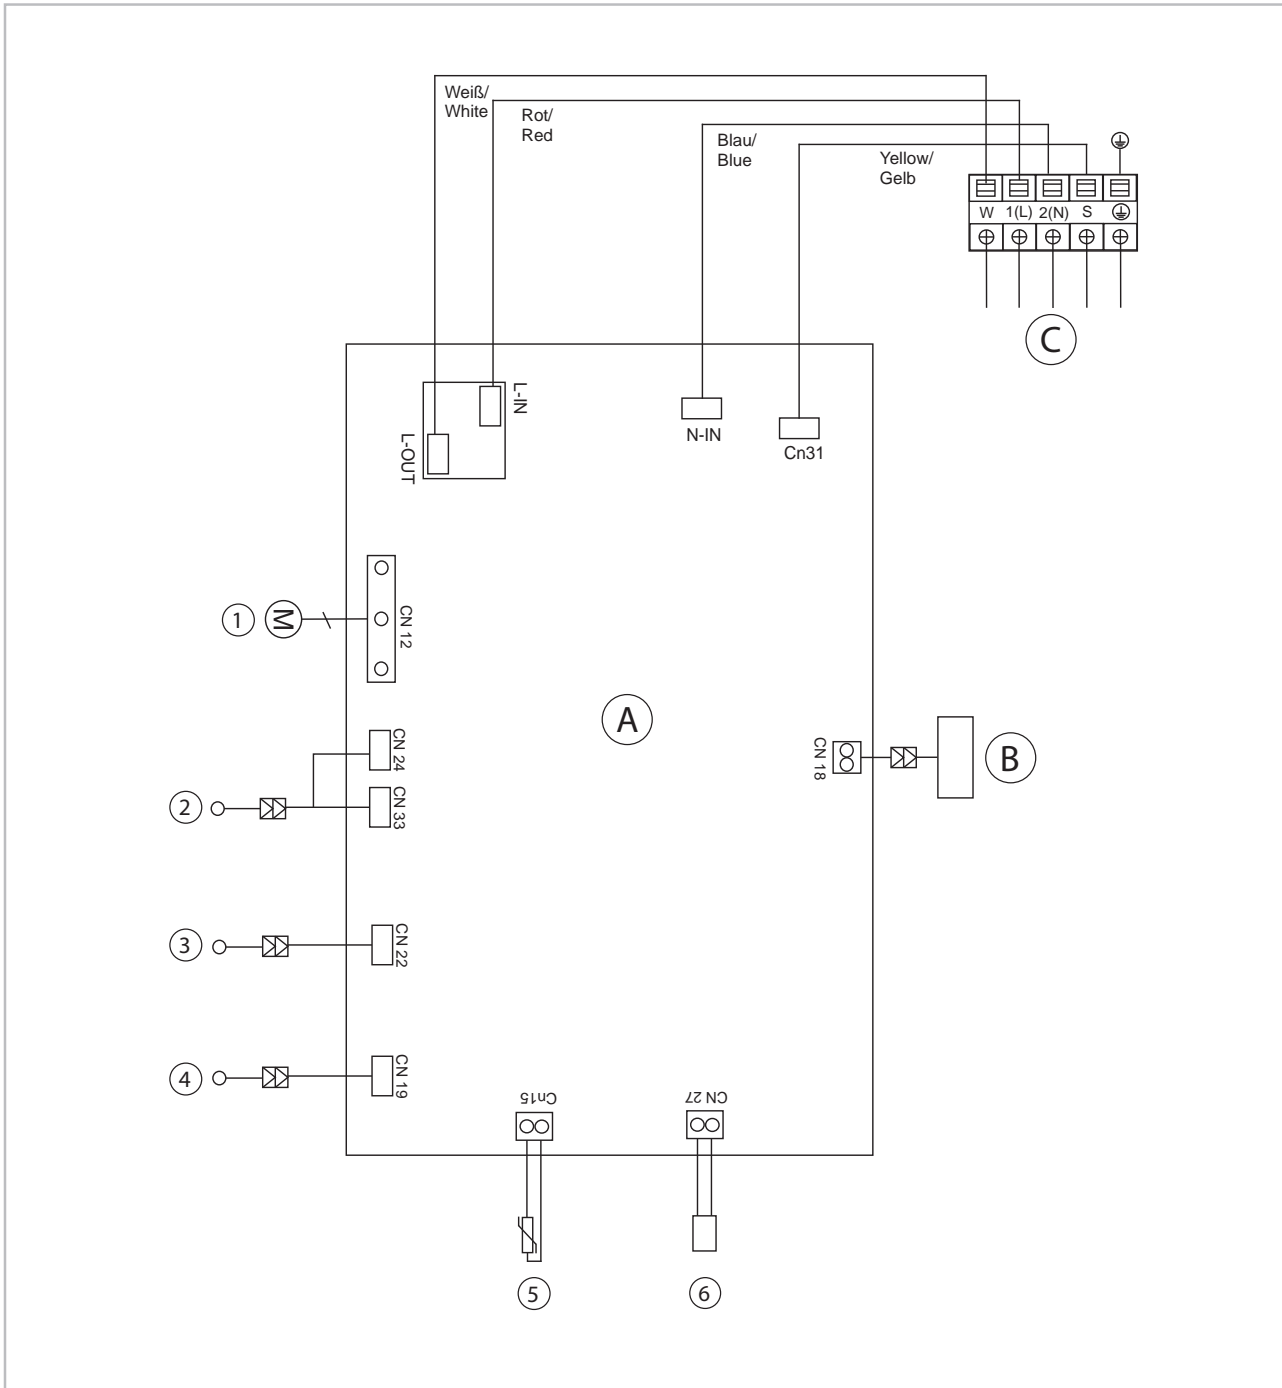 Weiß/
White
Rot/
Red
Blau/
Blue
Yellow/
Gelb
W 1(L) 2(N) S
C
L-IN
L-OUT
N-IN
Cn31
1 M
CN 12
A
CN 24
2
CN 33
CN 18
B
3
CN 22
4
CN 19
Cn15
CN 27
5
6